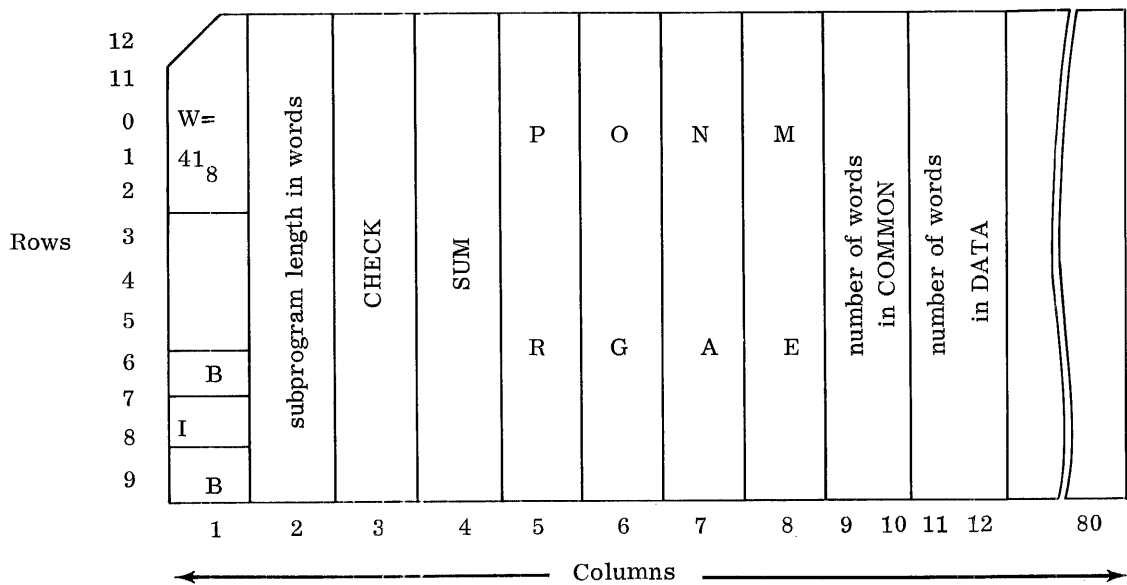 Rows
12
11
0
1
2
3
4
5
6
7
8
9
W=
41₈
B
I
B
subprogram length in words
CHECK
SUM
P O N M
R G A E
number of words
in COMMON
number of words
in DATA
1 2 3 4 5 6 7 8 9 10 11 12 80
Columns